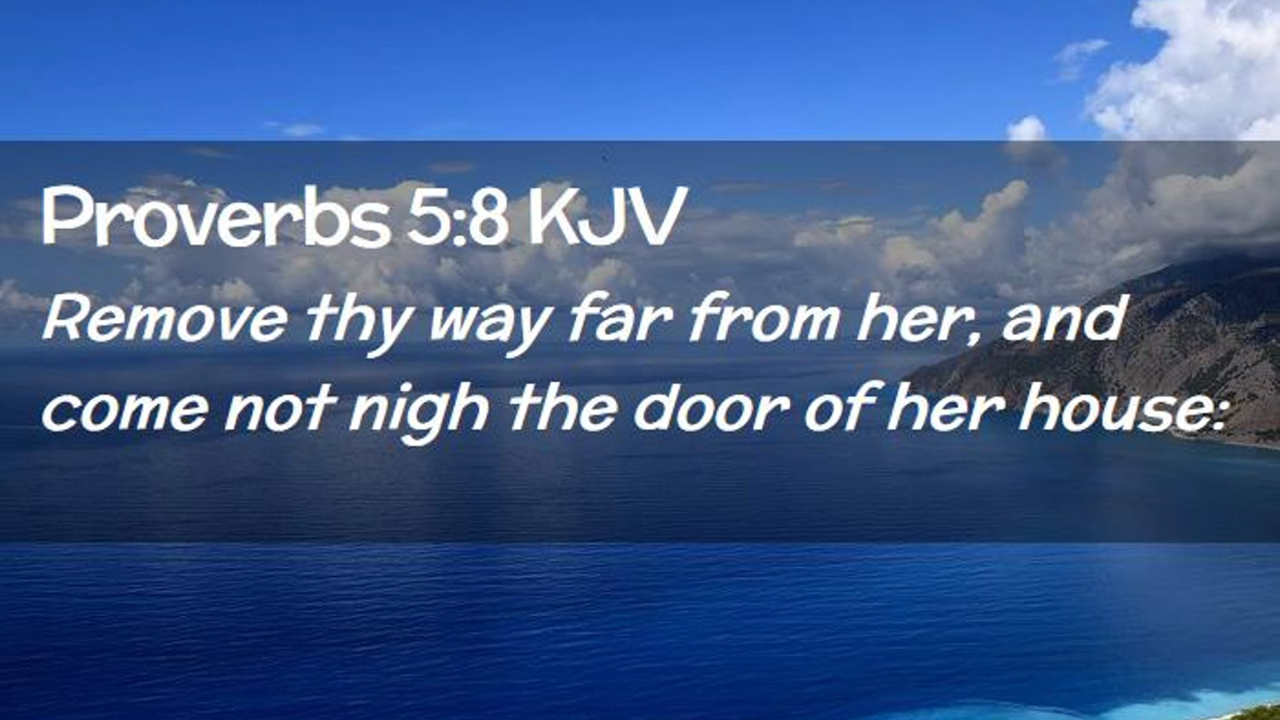 Proverbs 5:8 KJV
Remove thy way far from her, and
come not nigh the door of her house: